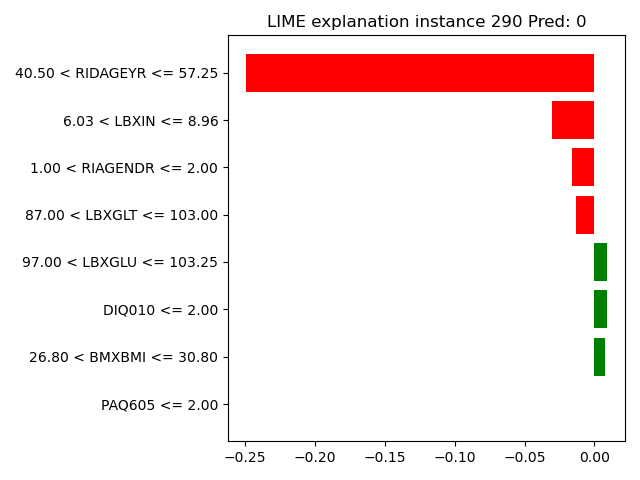 LIME explanation instance 290 Pred: 0
40.50 < RIDAGEYR <= 57.25
6.03 < LBXIN <= 8.96
1.00 < RIAGENDR <= 2.00
87.00 < LBXGLT <= 103.00
97.00 < LBXGLU <= 103.25
DIQ010 <= 2.00
26.80 < BMXBMI <= 30.80
PAQ605 <= 2.00
−0.25 −0.20 −0.15 −0.10 −0.05 0.00